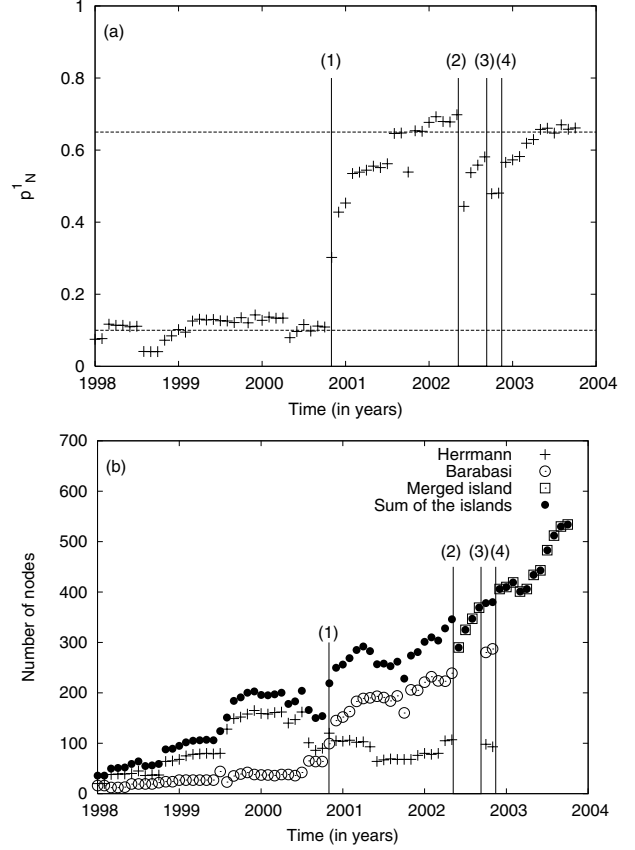 (a)
(1) (2) (3) (4)
1
0.8
0.6
0.4
0.2
0
p¹N
1998 1999 2000 2001 2002 2003 2004
Time (in years)
700
600
500
400
300
200
100
0
(b)
Herrmann
Barabasi
Merged island
Sum of the islands
(2) (3) (4)
(1)
Number of nodes
1998 1999 2000 2001 2002 2003 2004
Time (in years)